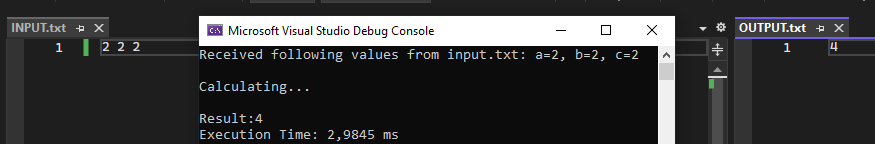 INPUT.txt
1 2 2 2
Microsoft Visual Studio Debug Console
Received following values from input.txt: a=2, b=2, c=2
Calculating...
Result:4
Execution Time: 2,9845 ms
OUTPUT.txt
1 4